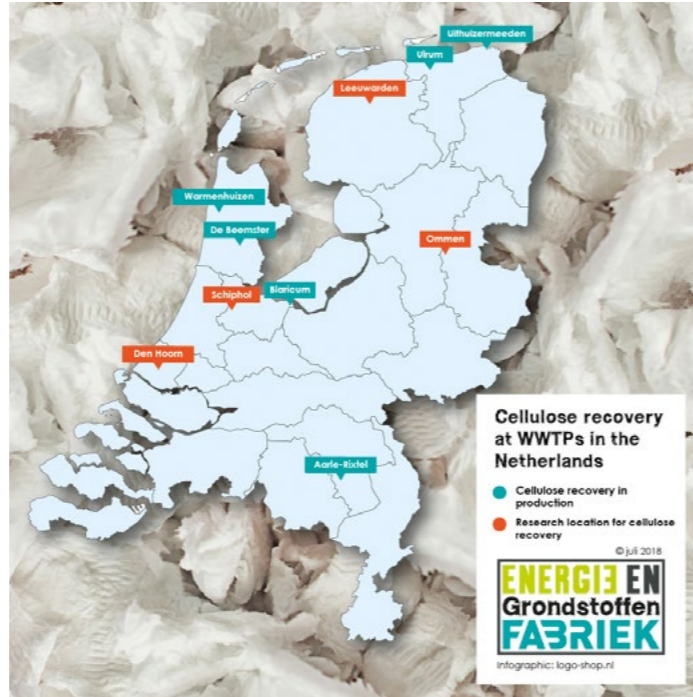 Uithuizermeeden
Ulrum
Leeuwarden
Warmenhuizen
De Beemster
Ommen
Schiphol
Blaricum
Den Hoorn
Aarle-Rixtel
Cellulose recovery
at WWTPs in the
Netherlands
Cellulose recovery in
production
Research location for cellulose
recovery
© juli 2018
ENERGIE EN
Grondstoffen
FABRIEK
Infographic: logo-shop.nl